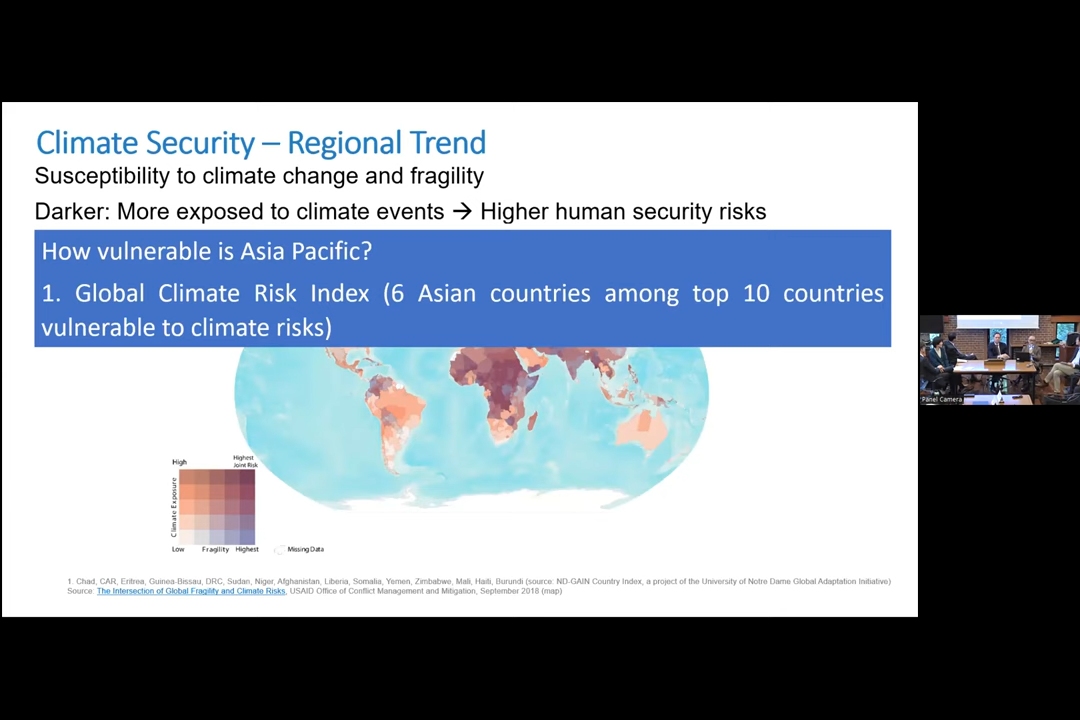 Climate Security – Regional Trend
Susceptibility to climate change and fragility
Darker: More exposed to climate events → Higher human security risks
How vulnerable is Asia Pacific?
1. Global Climate Risk Index (6 Asian countries among top 10 countries
vulnerable to climate risks)
High
Highest
Joint Risk
Climate Exposure
Low Fragility Highest
Missing Data
1. Chad, CAR, Eritrea, Guinea-Bissau, DRC, Sudan, Niger, Afghanistan, Liberia, Somalia, Yemen, Zimbabwe, Mali, Haiti, Burundi (source: ND-GAIN Country Index, a project of the University of Notre Dame Global Adaptation Initiative)
Source: The Intersection of Global Fragility and Climate Risks, USAID Office of Conflict Management and Mitigation, September 2018 (map)
Panel Camera